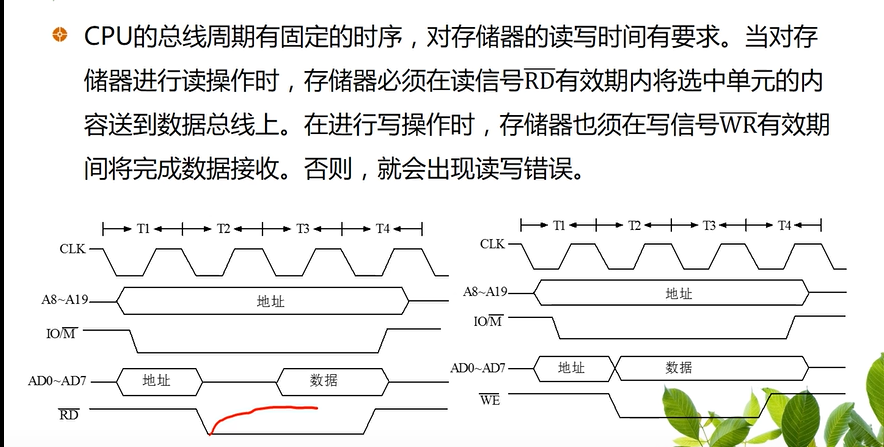 CPU的总线周期有固定的时序，对存储器的读写时间有要求。当对存
储器进行读操作时，存储器必须在读信号R̅D̅有效期内将选中单元的内
容送到数据总线上。在进行写操作时，存储器也须在写信号W̅R̅有效期
间将完成数据接收。否则，就会出现读写错误。
T1 T2 T3 T4
CLK
A8~A19 地址
IO/M̅
AD0~AD7 地址 数据
R̅D̅
T1 T2 T3 T4
CLK
A8~A19 地址
IO/M̅
AD0~AD7 地址 数据
W̅E̅